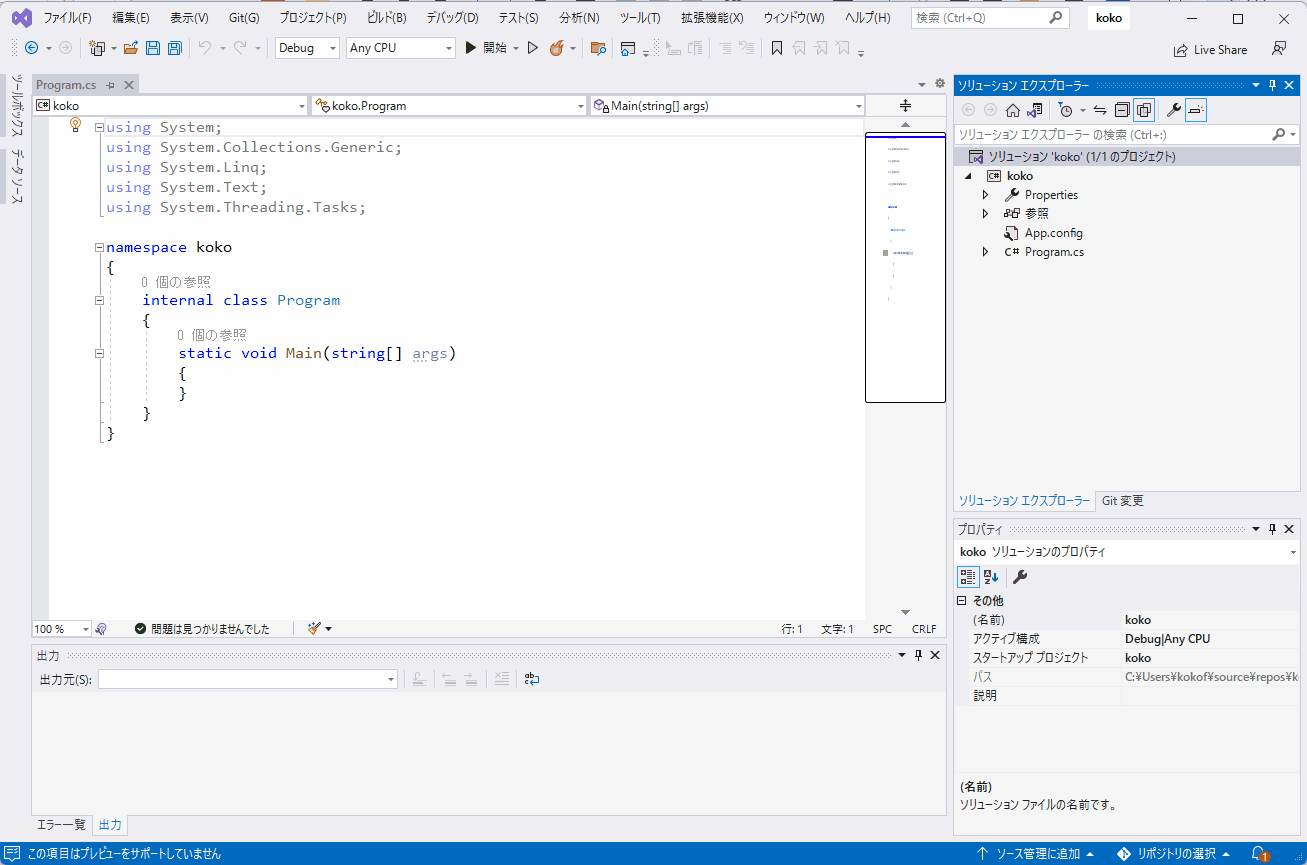 ファイル(F) 編集(E) 表示(V) Git(G) プロジェクト(P) ビルド(B) デバッグ(D) テスト(S) 分析(N) ツール(T) 拡張機能(X) ウィンドウ(W) ヘルプ(H) 検索 (Ctrl+Q) koko
Debug Any CPU 開始 Live Share
ツールボックス
データ ソース
Program.cs
koko koko.Program Main(string[] args)
using System;
using System.Collections.Generic;
using System.Linq;
using System.Text;
using System.Threading.Tasks;
namespace koko
{
0 個の参照
internal class Program
{
0 個の参照
static void Main(string[] args)
{
}
}
}
100 % 問題は見つかりませんでした 行: 1 文字: 1 SPC CRLF
出力
出力元(S):
エラー一覧 出力
ソリューション エクスプローラー
ソリューション エクスプローラー の検索 (Ctrl+:)
ソリューション 'koko' (1/1 のプロジェクト)
C# koko
Properties
参照
App.config
C# Program.cs
ソリューション エクスプローラー Git 変更
プロパティ
koko ソリューションのプロパティ
その他
(名前) koko
アクティブ構成 Debug|Any CPU
スタートアップ プロジェクト koko
パス C:¥Users¥kokof¥source¥repos¥k
説明
(名前)
ソリューション ファイルの名前です。
この項目はプレビューをサポートしていません ソース管理に追加 リポジトリの選択 1